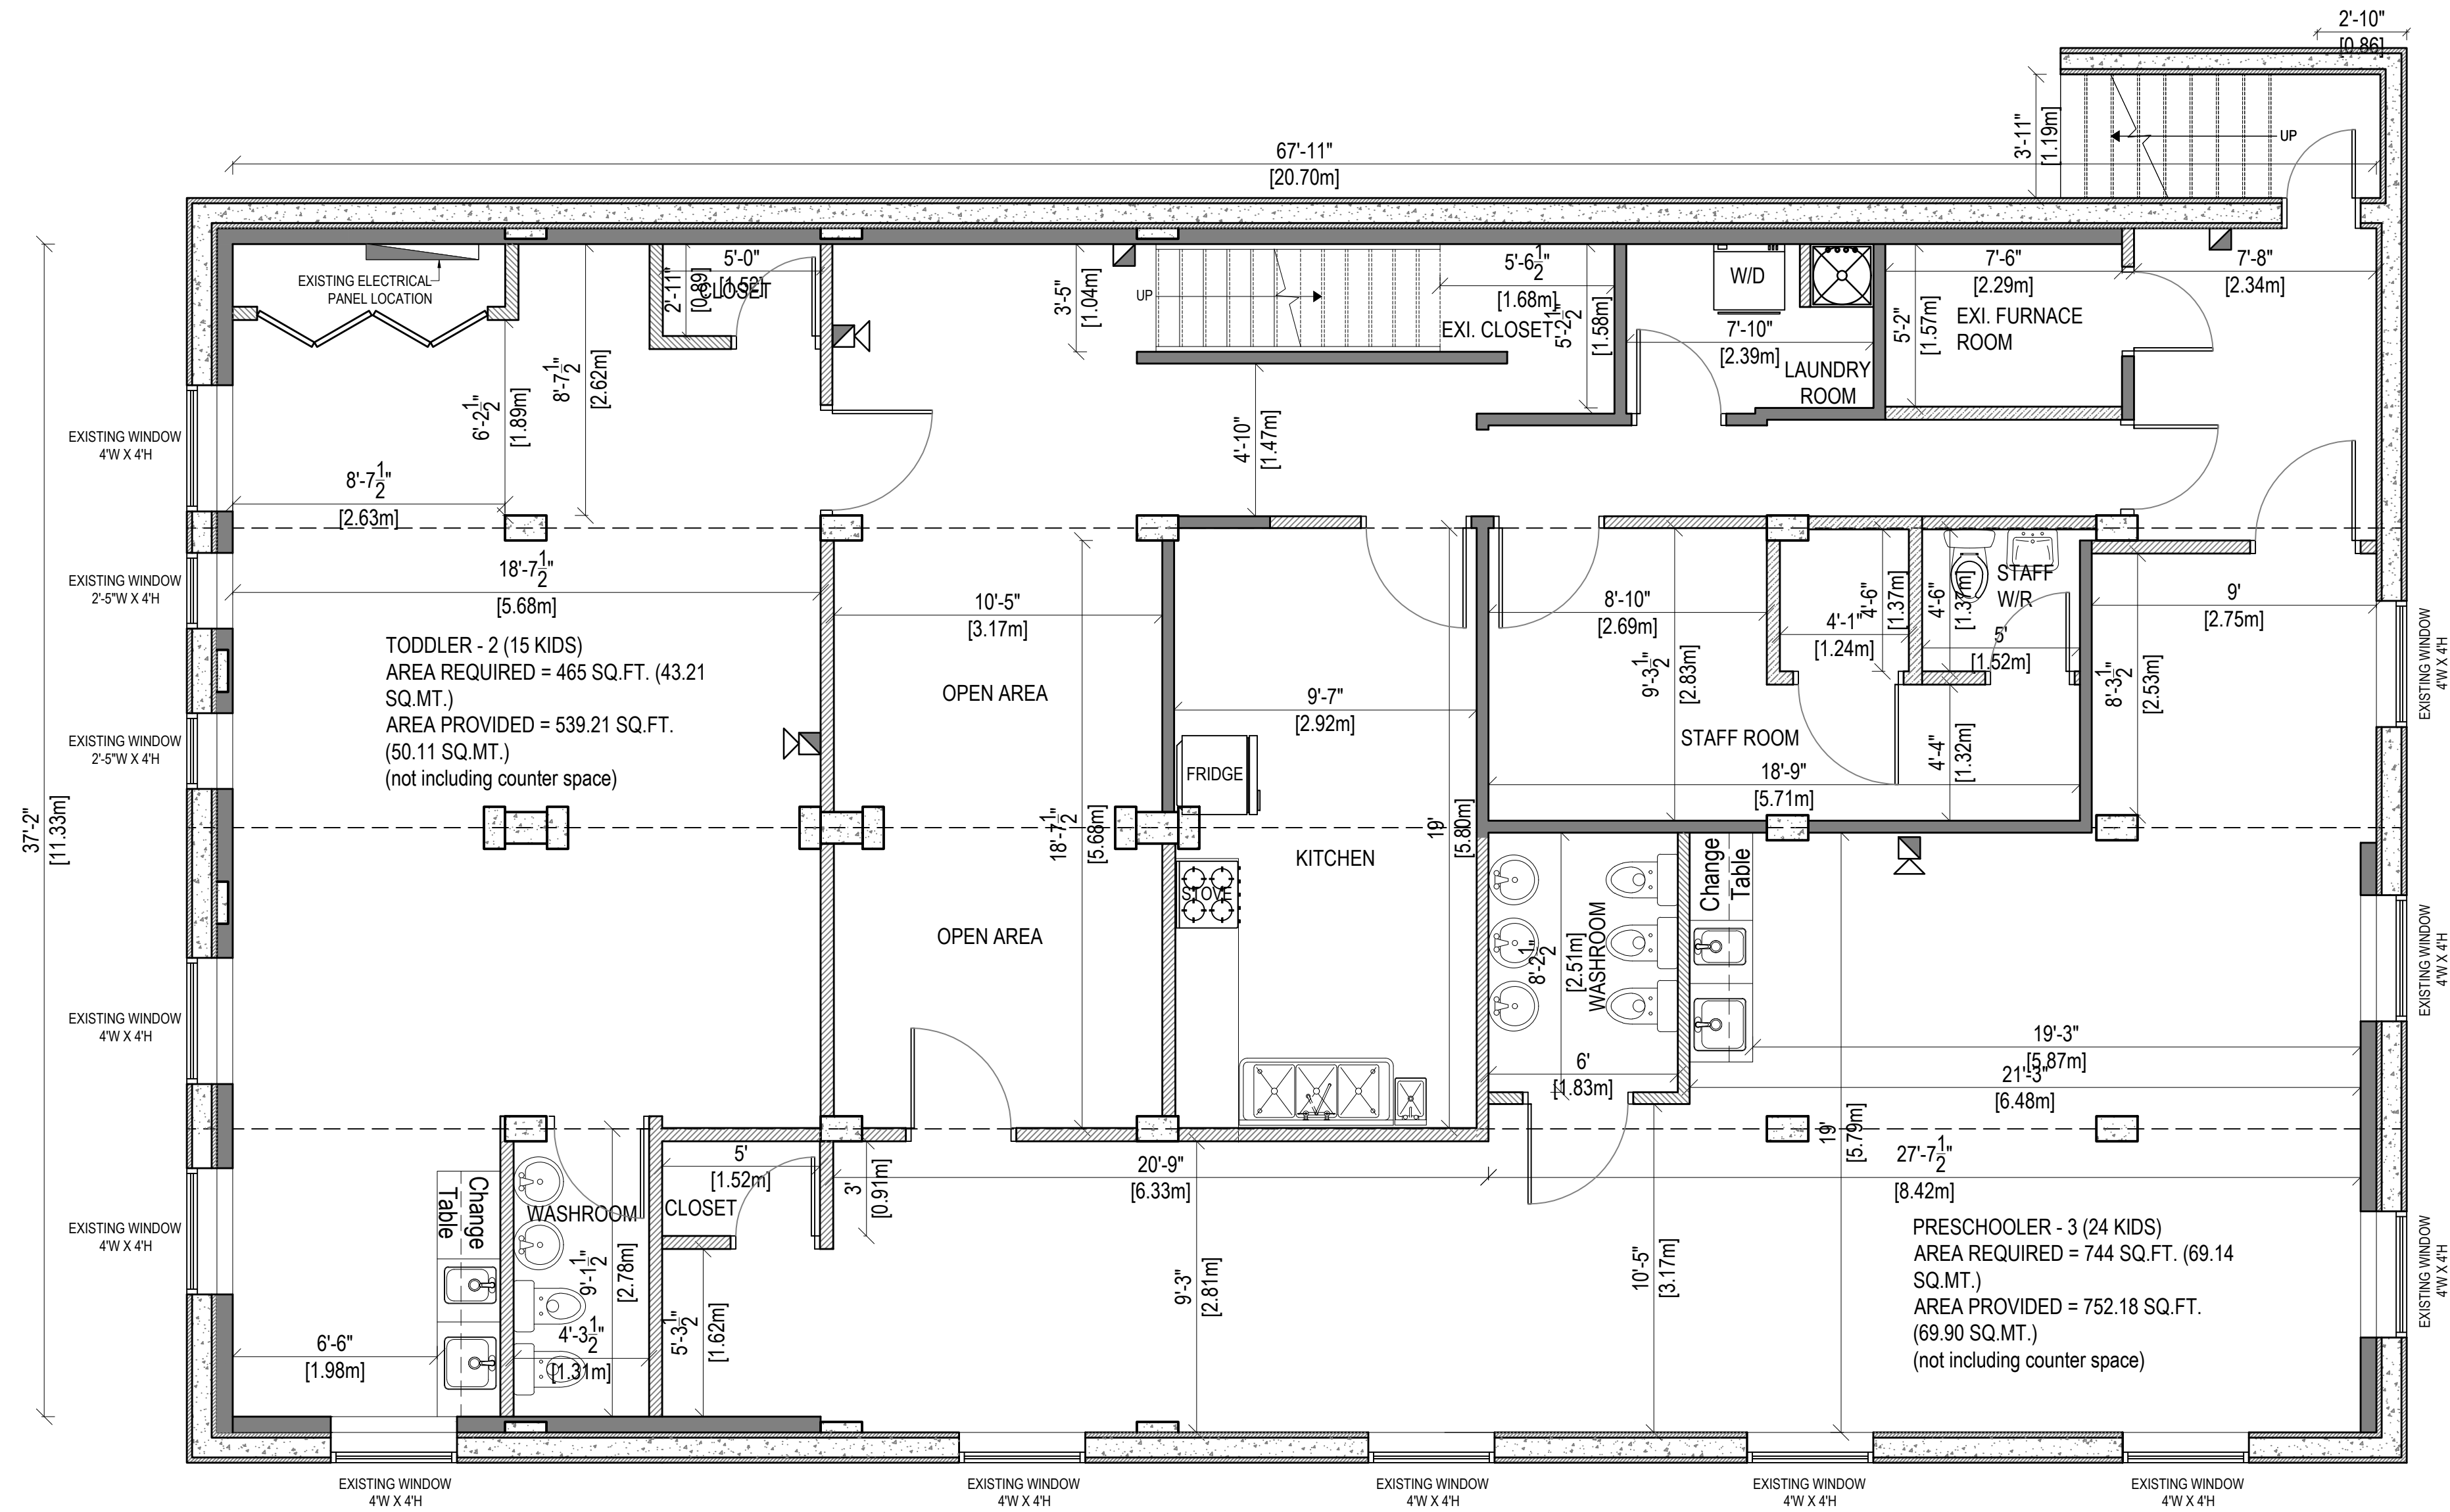 2'-10"
[0.86]
3'-11"
[1.19m]
UP
67'-11"
[20.70m]
EXISTING ELECTRICAL
PANEL LOCATION
2'-11"
[0.89]
5'-0"
[1.52]
CLOSET
3'-5"
[1.04m]
UP
5'-6 1/2"
[1.68m]
EXI. CLOSET
5'-2 1/2"
[1.58m]
W/D
7'-10"
[2.39m]
LAUNDRY
ROOM
5'-2"
[1.57m]
7'-6"
[2.29m]
EXI. FURNACE
ROOM
7'-8"
[2.34m]
6'-2 1/2"
[1.89m]
8'-7 1/2"
[2.62m]
EXISTING WINDOW
4'W X 4'H
8'-7 1/2"
[2.63m]
4'-10"
[1.47m]
EXISTING WINDOW
2'-5"W X 4'H
18'-7 1/2"
[5.68m]
10'-5"
[3.17m]
TODDLER - 2 (15 KIDS)
AREA REQUIRED = 465 SQ.FT. (43.21
SQ.MT.)
AREA PROVIDED = 539.21 SQ.FT.
(50.11 SQ.MT.)
(not including counter space)
OPEN AREA
9'-7"
[2.92m]
8'-10"
[2.69m]
9'-3 1/2"
[2.83m]
4'-1"
[1.24m]
4'-6"
[1.37m]
4'-6"
[1.37m]
STAFF
W/R
5'
[1.52m]
9'
[2.75m]
8'-3 1/2"
[2.53m]
EXISTING WINDOW
4'W X 4'H
EXISTING WINDOW
2'-5"W X 4'H
FRIDGE
STAFF ROOM
4'-4"
[1.32m]
18'-9"
[5.71m]
37'-2"
[11.33m]
18'-7 1/2"
[5.68m]
19'
[5.80m]
KITCHEN
STOVE
OPEN AREA
8'-2 1/2"
[2.51m]
WASHROOM
Change
Table
EXISTING WINDOW
4'W X 4'H
EXISTING WINDOW
4'W X 4'H
6'
[1.83m]
19'-3"
[5.87m]
21'-3"
[6.48m]
19'
[5.79m]
5'
[1.52m]
CLOSET
3'
[0.91m]
20'-9"
[6.33m]
27'-7 1/2"
[8.42m]
EXISTING WINDOW
4'W X 4'H
Change
Table
WASHROOM
9'-1 1/2"
[2.78m]
4'-3 1/2"
[1.31m]
6'-6"
[1.98m]
5'-3 1/2"
[1.62m]
9'-3"
[2.81m]
10'-5"
[3.17m]
PRESCHOOLER - 3 (24 KIDS)
AREA REQUIRED = 744 SQ.FT. (69.14
SQ.MT.)
AREA PROVIDED = 752.18 SQ.FT.
(69.90 SQ.MT.)
(not including counter space)
EXISTING WINDOW
4'W X 4'H
EXISTING WINDOW
4'W X 4'H
EXISTING WINDOW
4'W X 4'H
EXISTING WINDOW
4'W X 4'H
EXISTING WINDOW
4'W X 4'H
EXISTING WINDOW
4'W X 4'H